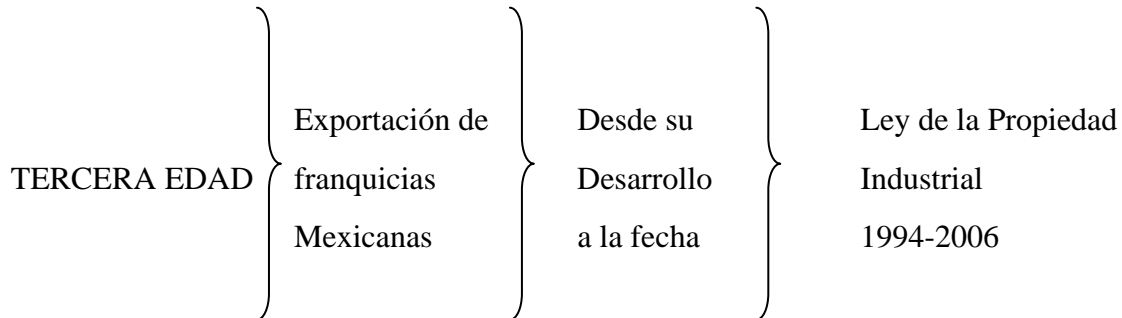 TERCERA EDAD
Exportación de
franquicias
Mexicanas
Desde su
Desarrollo
a la fecha
Ley de la Propiedad
Industrial
1994-2006